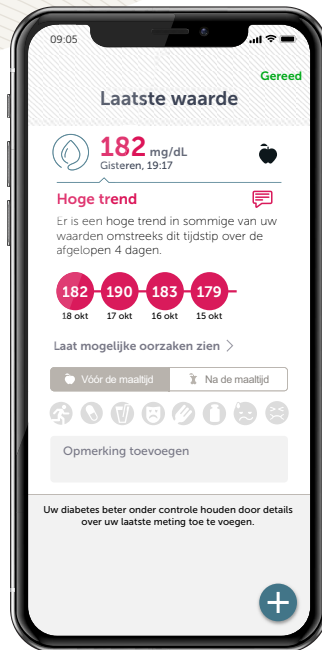 09:05
Gereed
Laatste waarde
182 mg/dL
Gisteren, 19:17
Hoge trend
Er is een hoge trend in sommige van uw
waarden omstreeks dit tijdstip over de
afgelopen 4 dagen.
182 190 183 179
18 okt 17 okt 16 okt 15 okt
Laat mogelijke oorzaken zien >
Vóór de maaltijd Na de maaltijd
Opmerking toevoegen
Uw diabetes beter onder controle houden door details
over uw laatste meting toe te voegen.